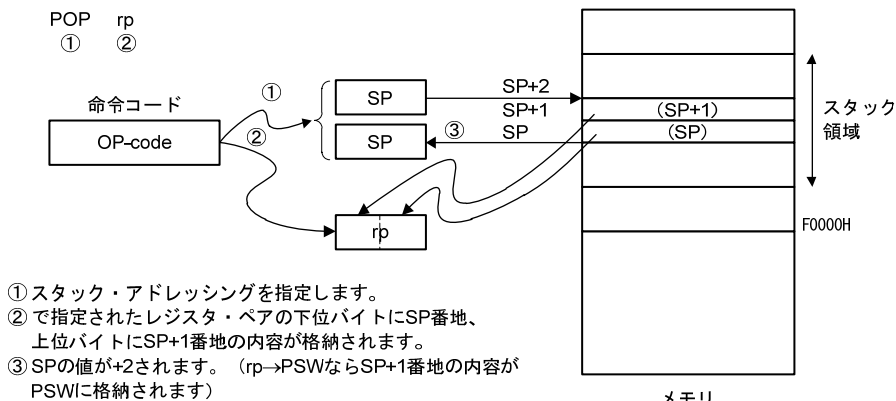 POP rp
① ②
命令コード
OP-code
①
②
SP
SP
③
rp
SP+2
SP+1
SP
(SP+1)
(SP)
スタック
領域
F0000H
①スタック・アドレッシングを指定します。
②で指定されたレジスタ・ペアの下位バイトにSP番地、
上位バイトにSP+1番地の内容が格納されます。
③SPの値が+2されます。（rp→PSWならSP+1番地の内容が
PSWに格納されます）
メモリ